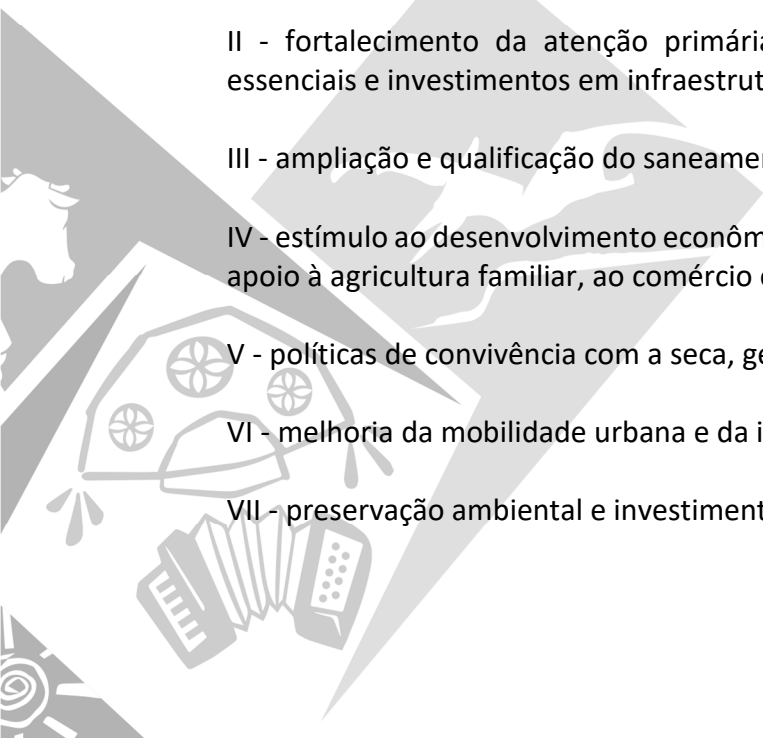 II - fortalecimento da atenção primária
essenciais e investimentos em infraestrut
III - ampliação e qualificação do saneame
IV - estímulo ao desenvolvimento econôm
apoio à agricultura familiar, ao comércio
V - políticas de convivência com a seca, ge
VI - melhoria da mobilidade urbana e da i
VII - preservação ambiental e investiment